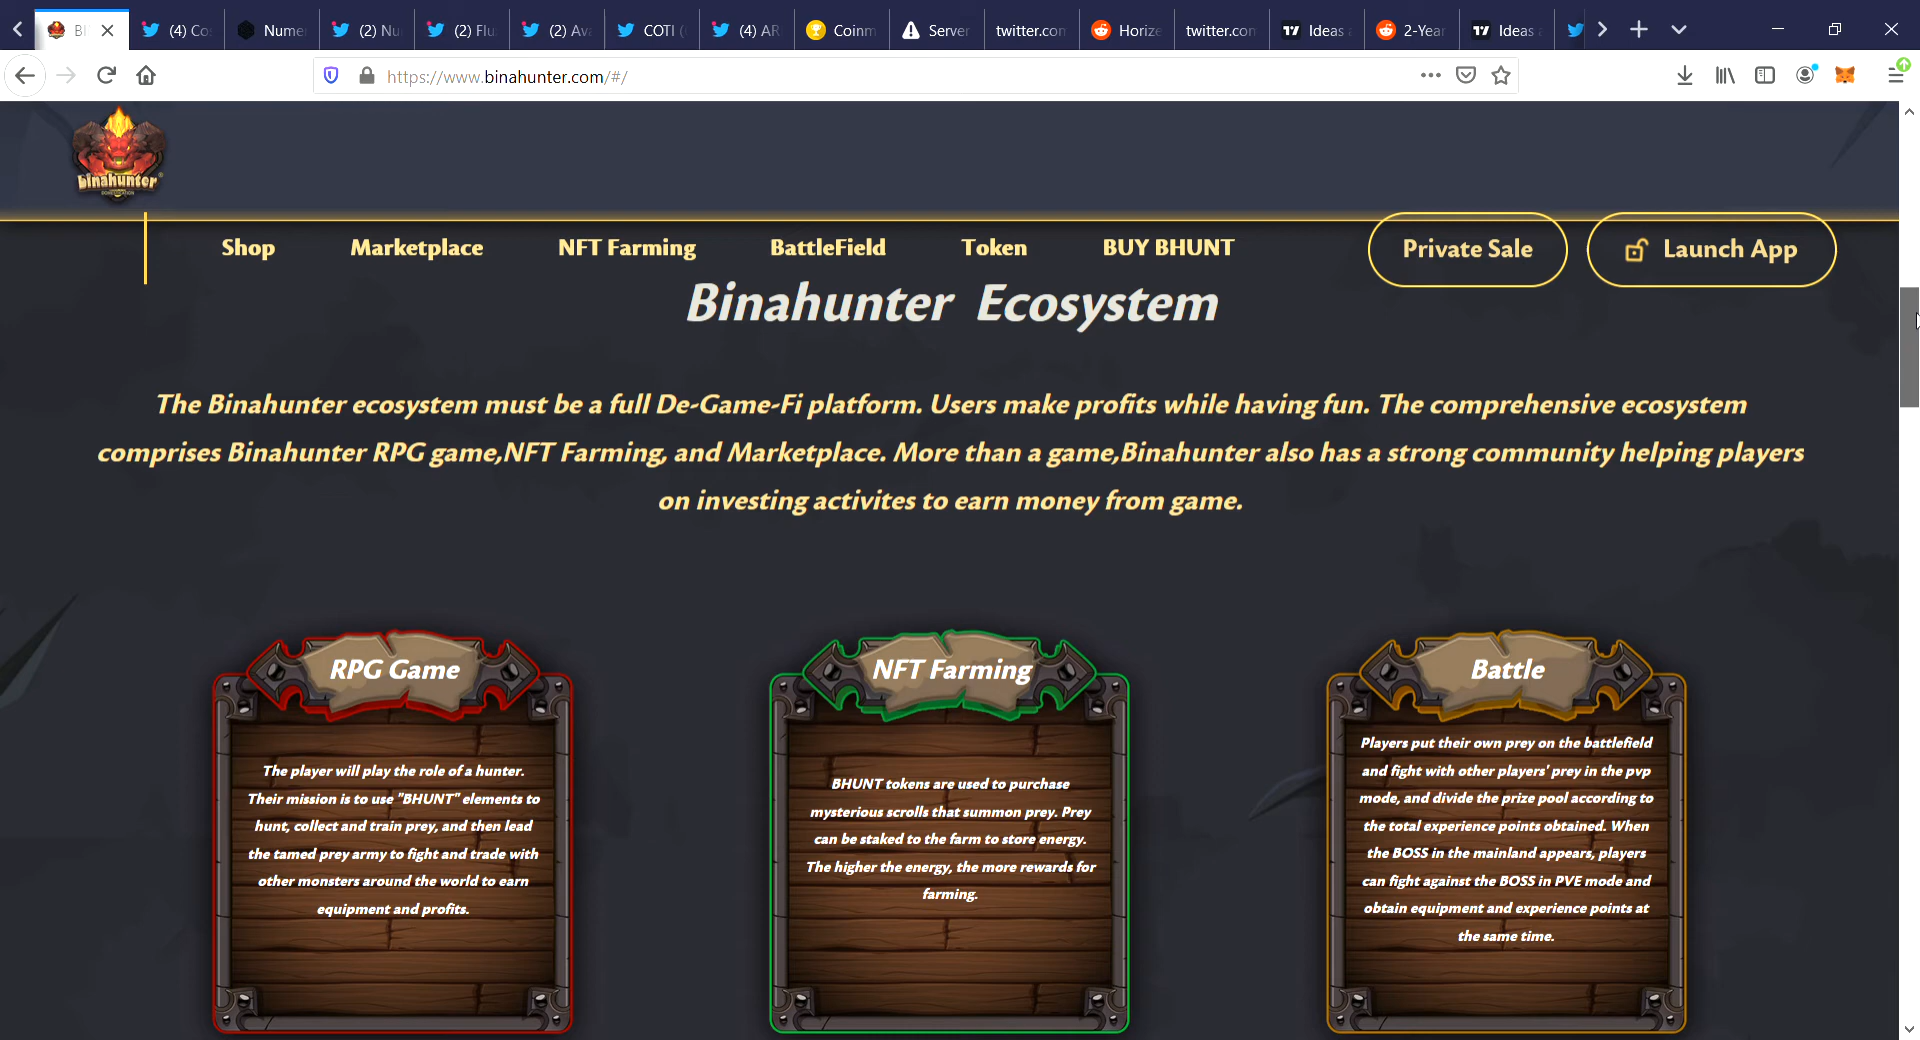 Bi
(4) Co
Nume
(2) Nu
(2) Flu
(2) Ava
COTI (
(4) AR
Coinm
Server
twitter.com
Horize
twitter.com
Ideas a
2-Year
Ideas a
https://www.binahunter.com/#/
binahunter
Shop
Marketplace
NFT Farming
BattleField
Token
BUY BHUNT
Private Sale
Launch App
Binahunter Ecosystem
The Binahunter ecosystem must be a full De-Game-Fi platform. Users make profits while having fun. The comprehensive ecosystem
comprises Binahunter RPG game,NFT Farming, and Marketplace. More than a game,Binahunter also has a strong community helping players
on investing activites to earn money from game.
RPG Game
The player will play the role of a hunter.
Their mission is to use "BHUNT" elements to
hunt, collect and train prey, and then lead
the tamed prey army to fight and trade with
other monsters around the world to earn
equipment and profits.
NFT Farming
BHUNT tokens are used to purchase
mysterious scrolls that summon prey. Prey
can be staked to the farm to store energy.
The higher the energy, the more rewards for
farming.
Battle
Players put their own prey on the battlefield
and fight with other players' prey in the pvp
mode, and divide the prize pool according to
the total experience points obtained. When
the BOSS in the mainland appears, players
can fight against the BOSS in PVE mode and
obtain equipment and experience points at
the same time.